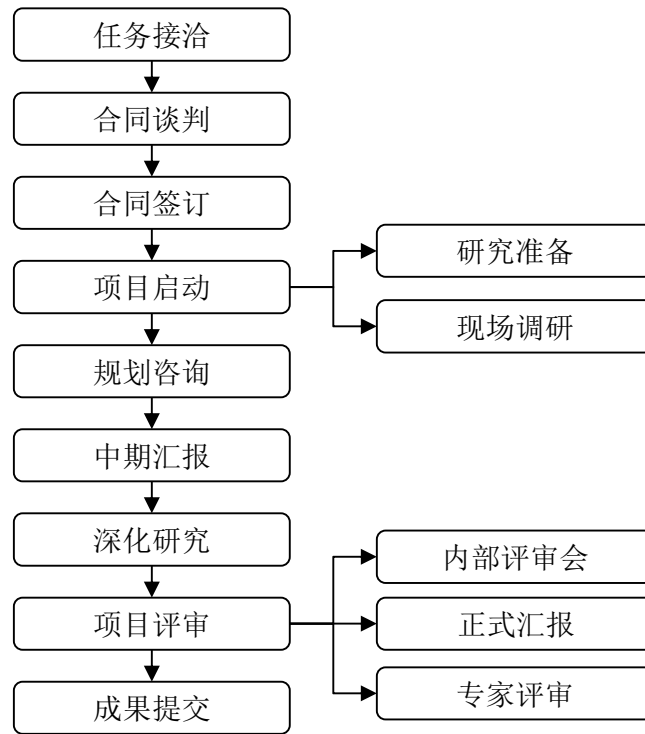 任务接洽
合同谈判
合同签订
项目启动
研究准备
现场调研
规划咨询
中期汇报
深化研究
项目评审
内部评审会
正式汇报
专家评审
成果提交